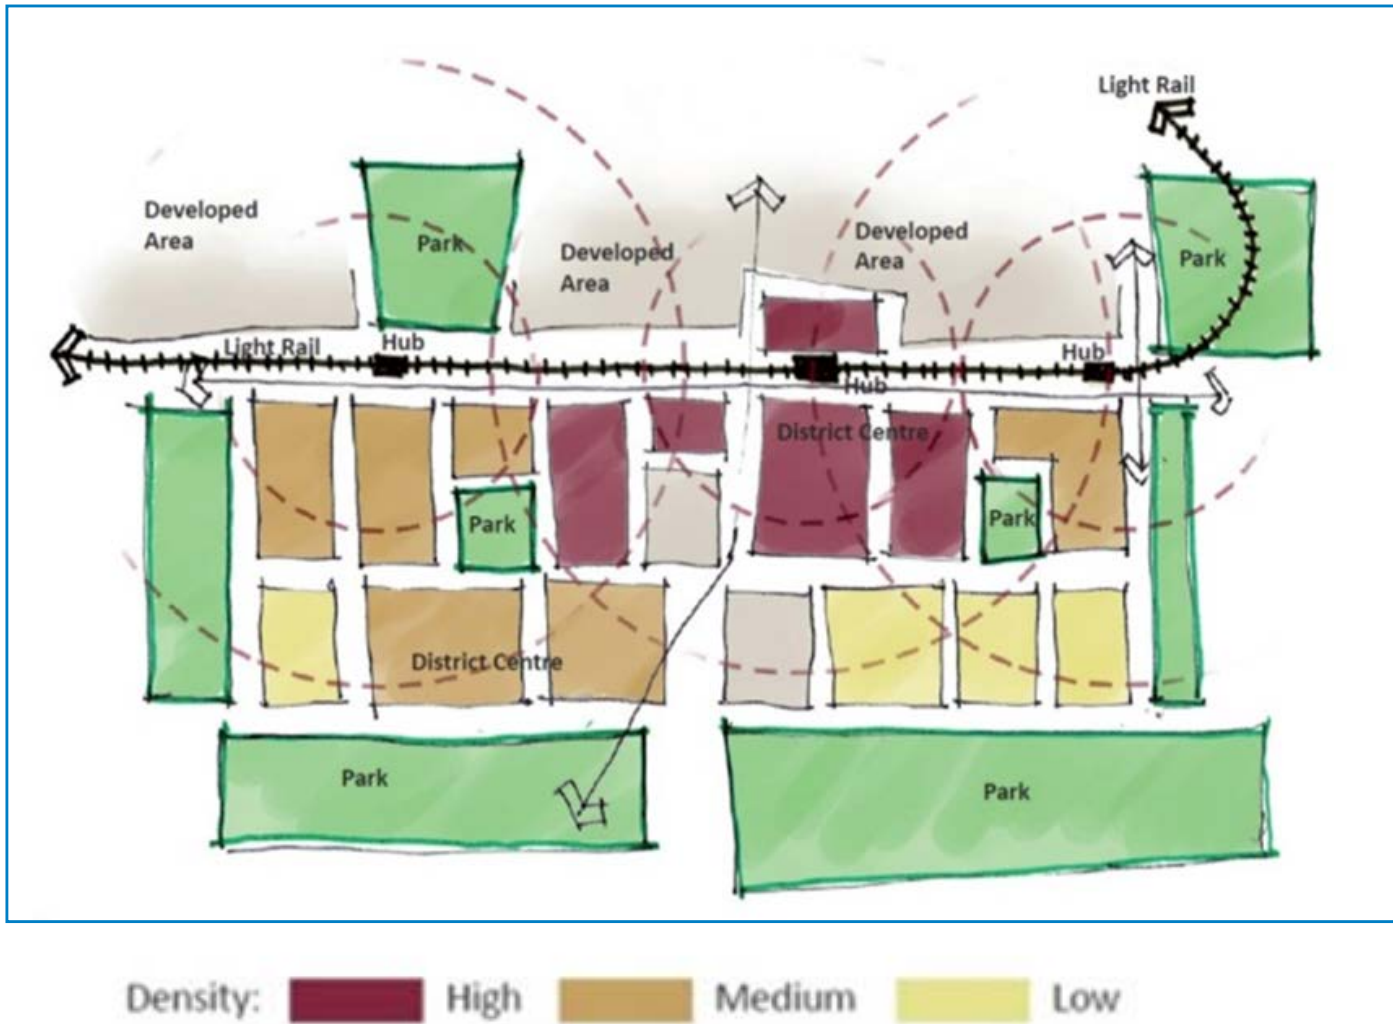 Light Rail
Developed
Area
Park
Developed
Area
Developed
Area
Park
Light Rail
Hub
Hub
Hub
District Centre
Park
Park
District Centre
Park
Park
Density: High Medium Low